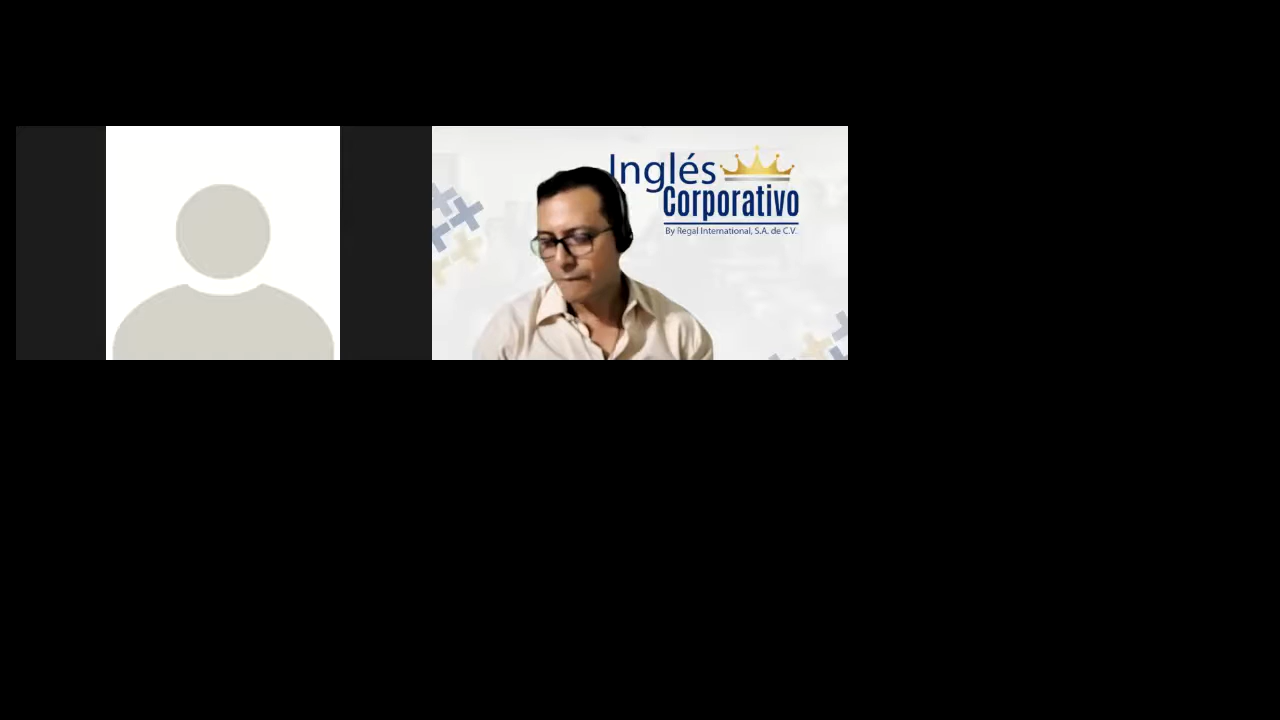 Inglés
Corporativo
By Regal International, S.A. de C.V.